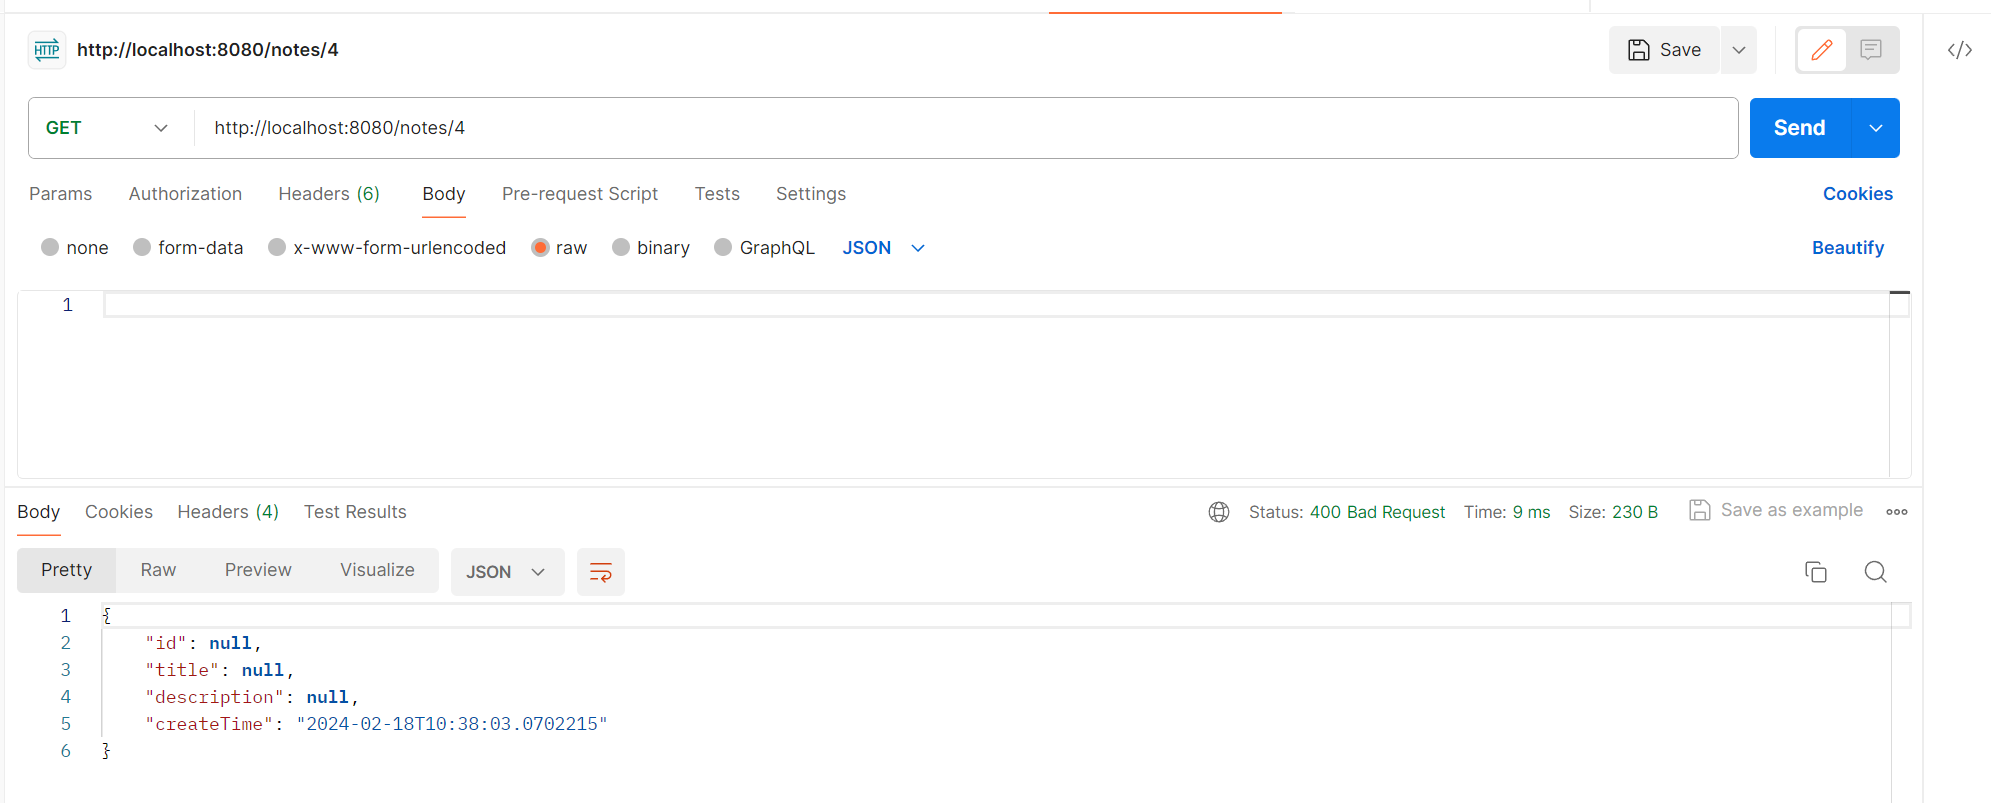 HTTP http://localhost:8080/notes/4 Save </>
GET http://localhost:8080/notes/4 Send
Params Authorization Headers (6) Body Pre-request Script Tests Settings Cookies
none form-data x-www-form-urlencoded raw binary GraphQL JSON Beautify
1
Body Cookies Headers (4) Test Results Status: 400 Bad Request Time: 9 ms Size: 230 B Save as example
Pretty Raw Preview Visualize JSON
1 {
2 "id": null,
3 "title": null,
4 "description": null,
5 "createTime": "2024-02-18T10:38:03.0702215"
6 }